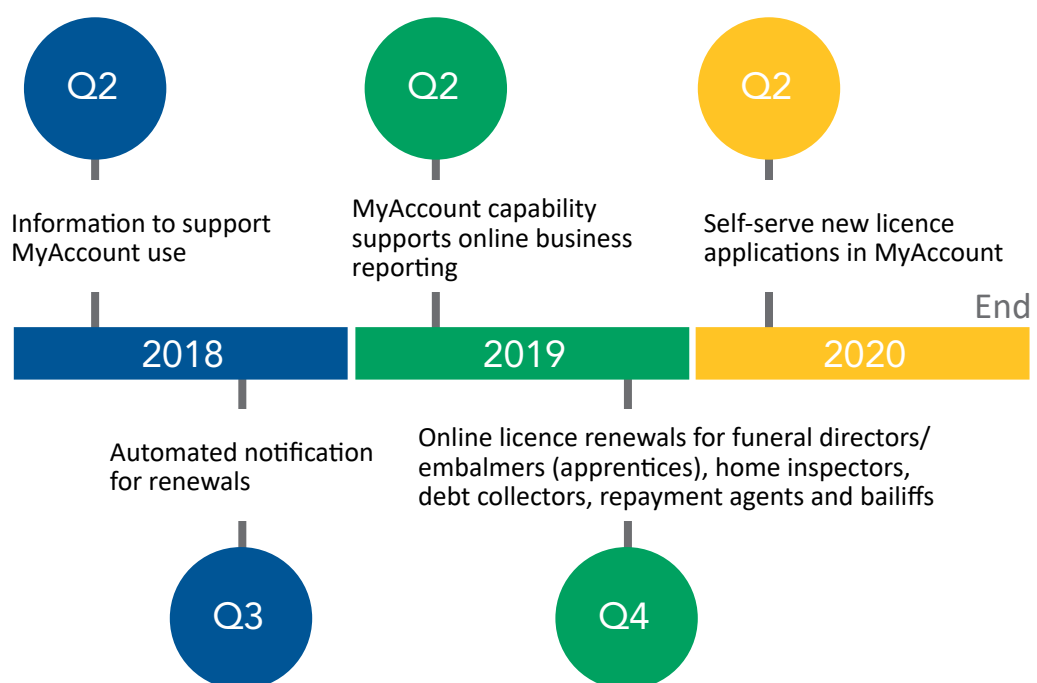 Q2
Information to support
MyAccount use
Q2
MyAccount capability
supports online business
reporting
Q2
Self-serve new licence
applications in MyAccount
End
2018
2019
2020
Automated notification
for renewals
Q3
Online licence renewals for funeral directors/
embalmers (apprentices), home inspectors,
debt collectors, repayment agents and bailiffs
Q4